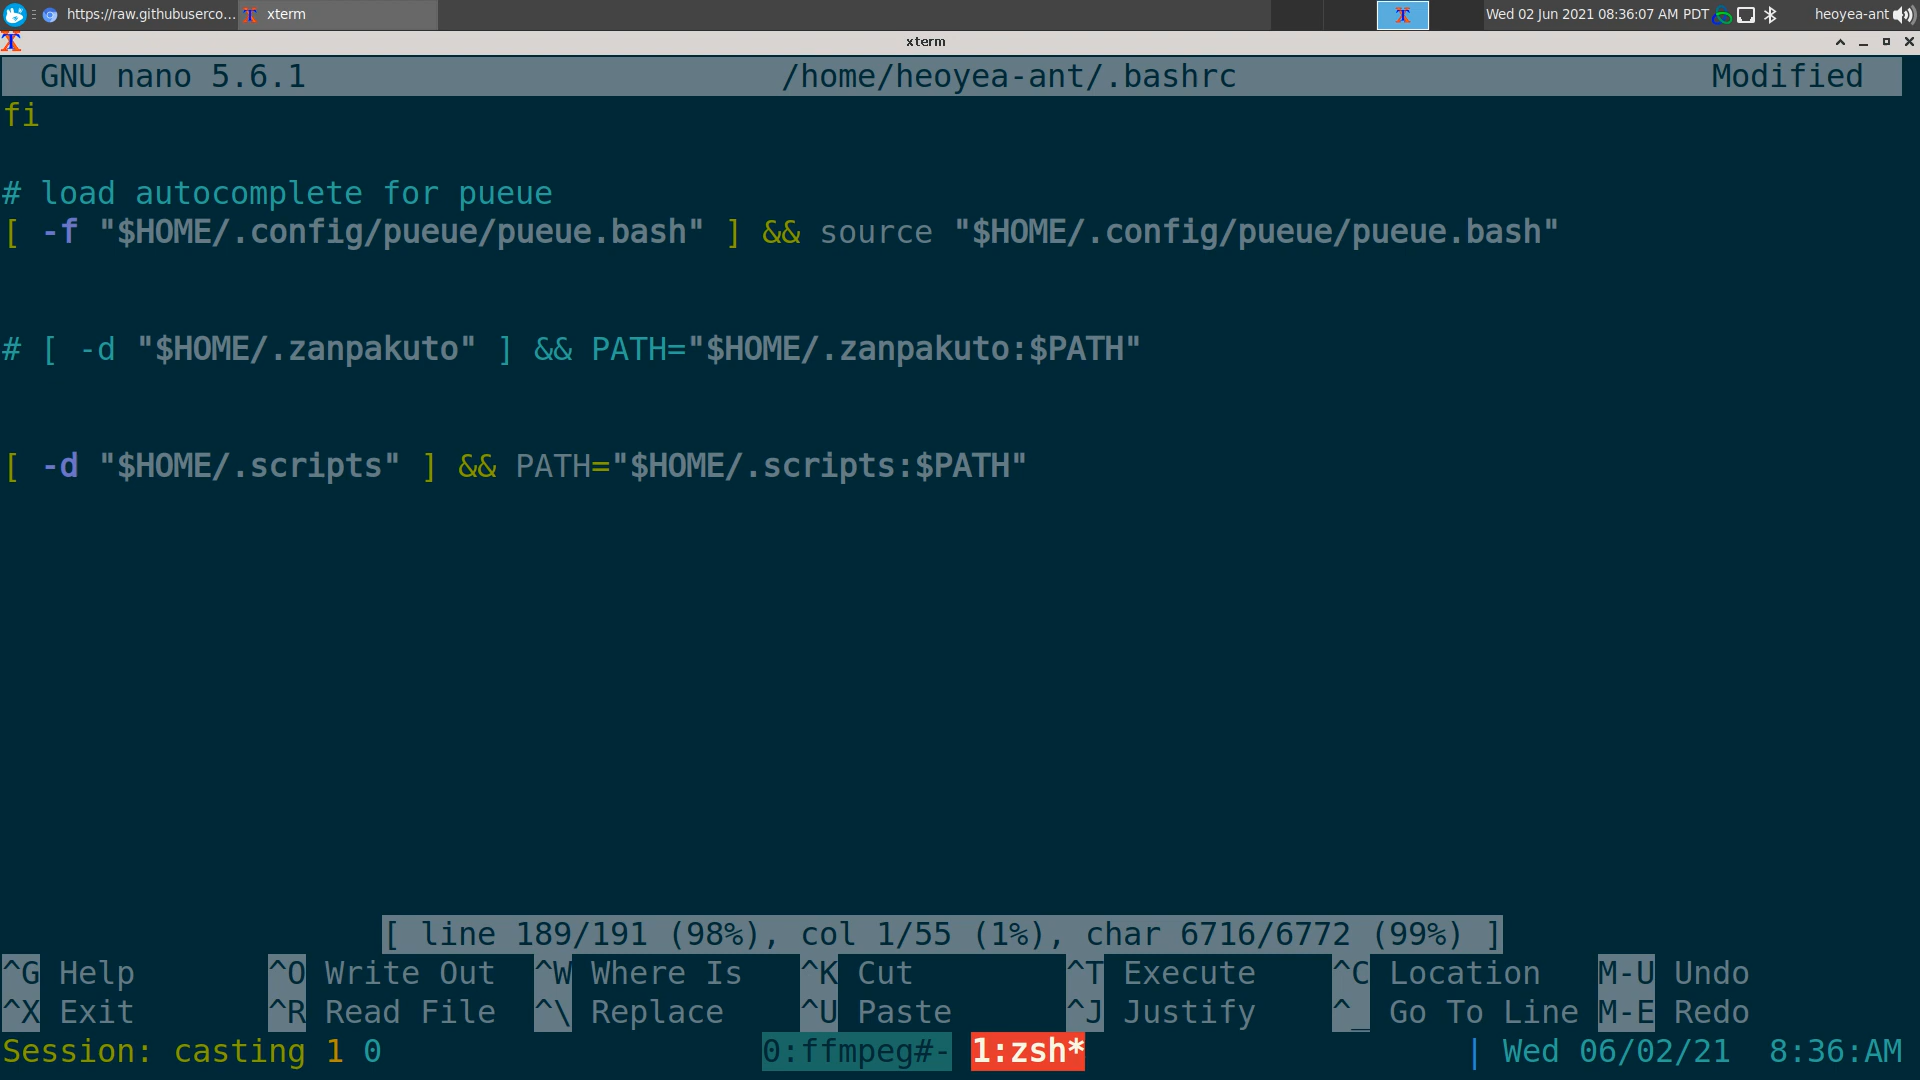 https://raw.githubuserco... xterm Wed 02 Jun 2021 08:36:07 AM PDT heoyea-ant
xterm
GNU nano 5.6.1 /home/heoyea-ant/.bashrc Modified
fi
# load autocomplete for pueue
[ -f "$HOME/.config/pueue/pueue.bash" ] && source "$HOME/.config/pueue/pueue.bash"
# [ -d "$HOME/.zanpakuto" ] && PATH="$HOME/.zanpakuto:$PATH"
[ -d "$HOME/.scripts" ] && PATH="$HOME/.scripts:$PATH"
[ line 189/191 (98%), col 1/55 (1%), char 6716/6772 (99%) ]
^G Help ^O Write Out ^W Where Is ^K Cut ^T Execute ^C Location M-U Undo
^X Exit ^R Read File ^\ Replace ^U Paste ^J Justify ^_ Go To Line M-E Redo
Session: casting 1 0 0:ffmpeg#- 1:zsh* | Wed 06/02/21 8:36:AM